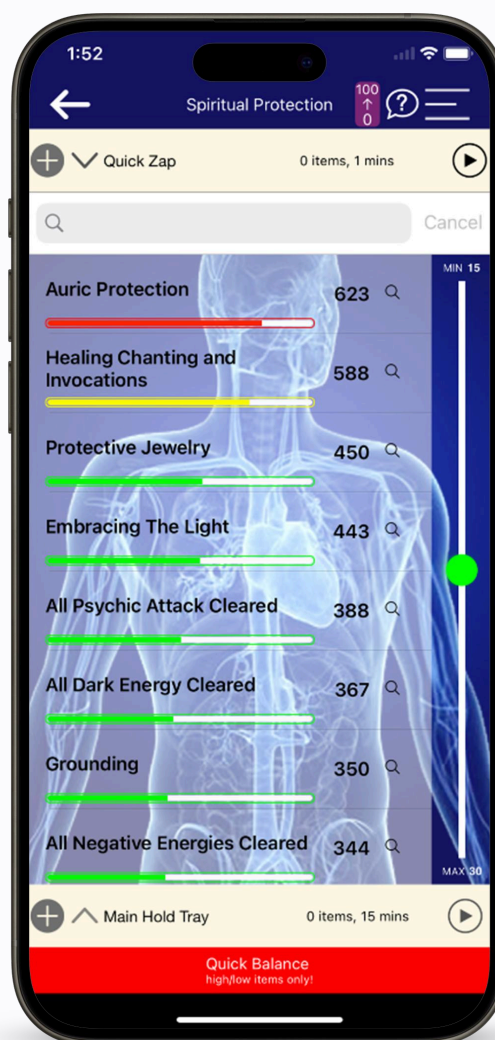 1:52
Spiritual Protection
100
↑
0
Quick Zap 0 items, 1 mins
Cancel
MIN 15
Auric Protection 623
Healing Chanting and
Invocations 588
Protective Jewelry 450
Embracing The Light 443
All Psychic Attack Cleared 388
All Dark Energy Cleared 367
Grounding 350
All Negative Energies Cleared 344
MAX 30
Main Hold Tray 0 items, 15 mins
Quick Balance
high/low items only!